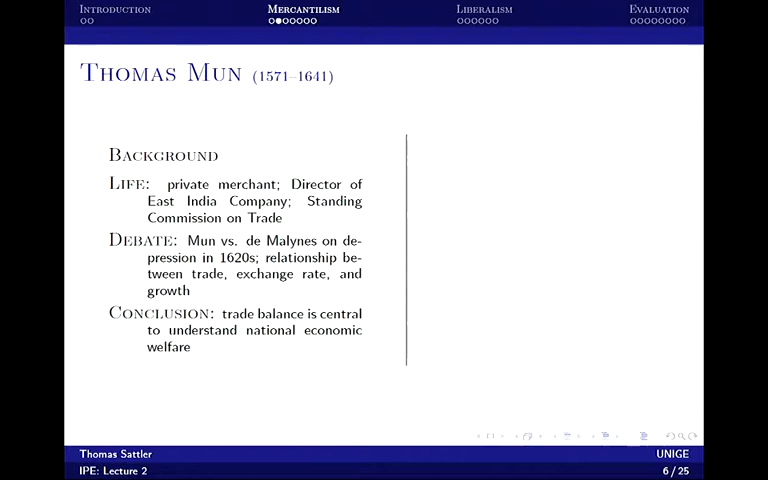 Introduction
Mercantilism
Liberalism
Evaluation
Thomas Mun (1571–1641)
Background
Life: private merchant; Director of
East India Company; Standing
Commission on Trade
Debate: Mun vs. de Malynes on de-
pression in 1620s; relationship be-
tween trade, exchange rate, and
growth
Conclusion: trade balance is central
to understand national economic
welfare
Thomas Sattler
UNIGE
IPE: Lecture 2
6 / 25